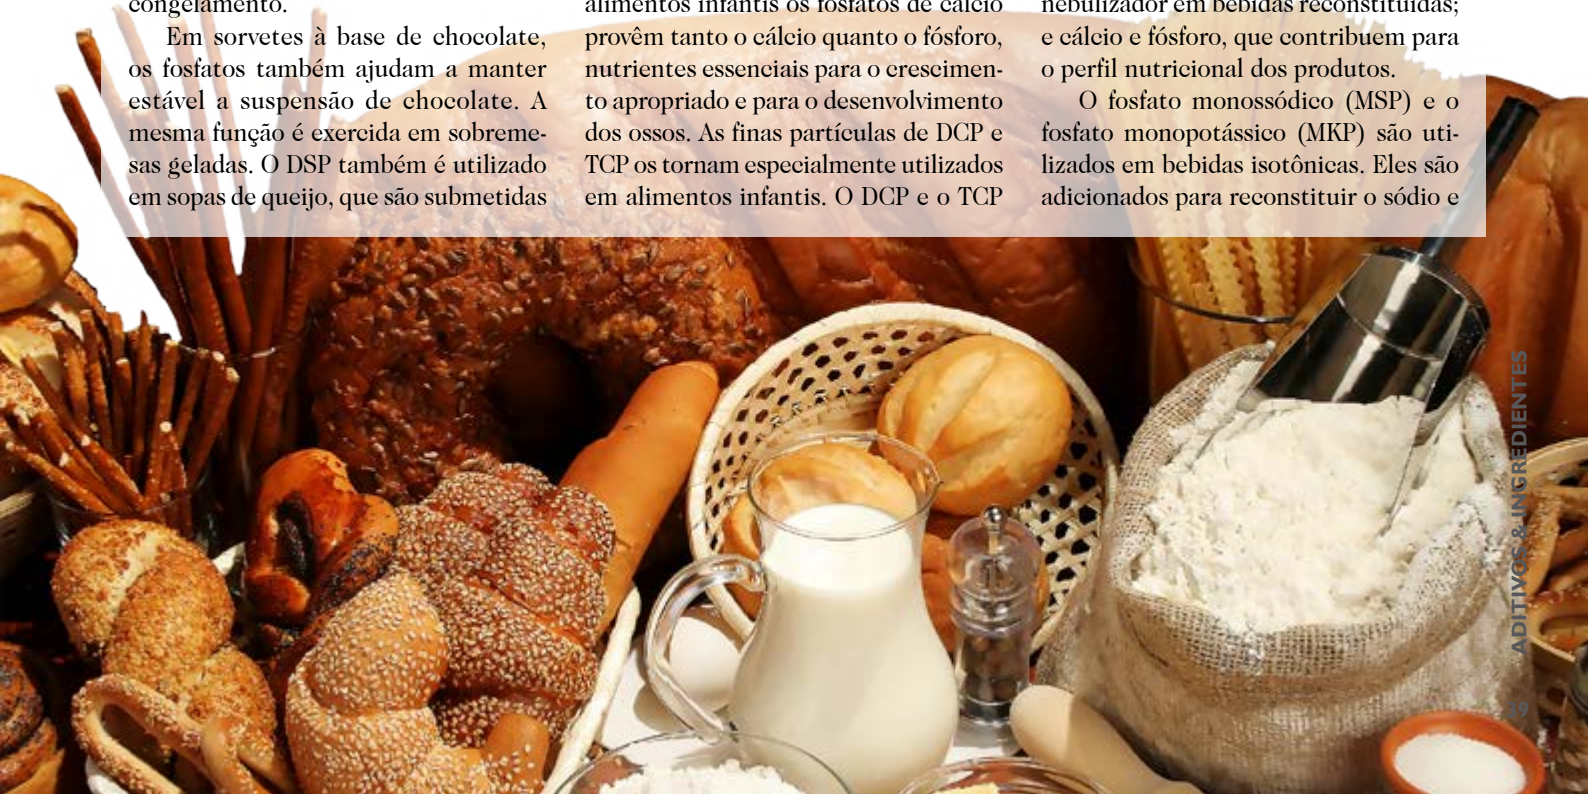 congelamento.
Em sorvetes à base de chocolate,
os fosfatos também ajudam a manter
estável a suspensão de chocolate. A
mesma função é exercida em sobreme-
sas geladas. O DSP também é utilizado
em sopas de queijo, que são submetidas
alimentos infantis os fosfatos de cálcio
provêm tanto o cálcio quanto o fósforo,
nutrientes essenciais para o crescimen-
to apropriado e para o desenvolvimento
dos ossos. As finas partículas de DCP e
TCP os tornam especialmente utilizados
em alimentos infantis. O DCP e o TCP
nebulizador em bebidas reconstituídas;
e cálcio e fósforo, que contribuem para
o perfil nutricional dos produtos.
O fosfato monossódico (MSP) e o
fosfato monopotássico (MKP) são uti-
lizados em bebidas isotônicas. Eles são
adicionados para reconstituir o sódio e
ADITIVOS & INGREDIENTES
39